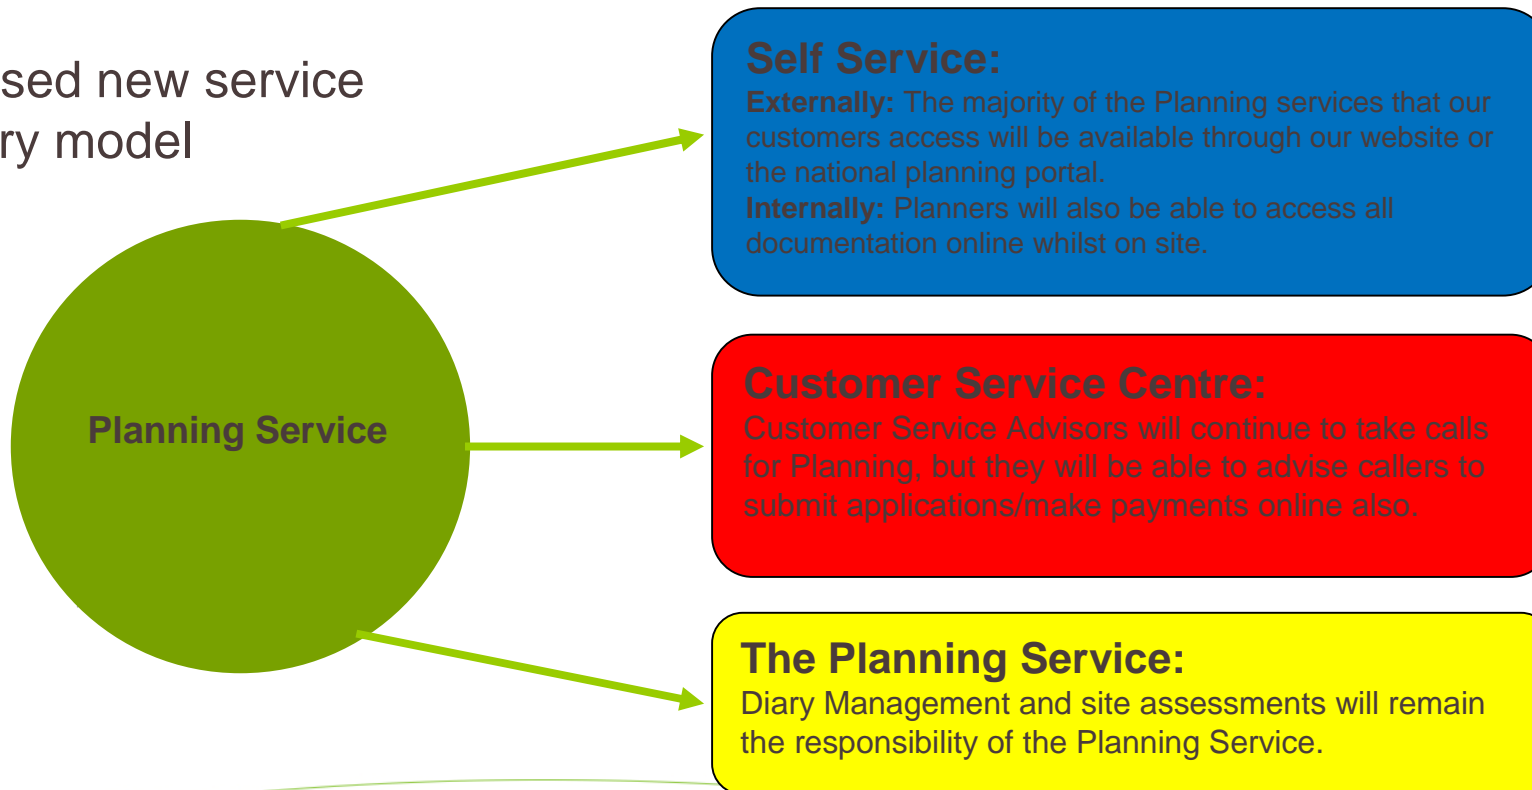 sed new service
ry model
Planning Service
Self Service:
Externally: The majority of the Planning services that our
customers access will be available through our website or
the national planning portal.
Internally: Planners will also be able to access all
documentation online whilst on site.
Customer Service Centre:
Customer Service Advisors will continue to take calls
for Planning, but they will be able to advise callers to
submit applications/make payments online also.
The Planning Service:
Diary Management and site assessments will remain
the responsibility of the Planning Service.